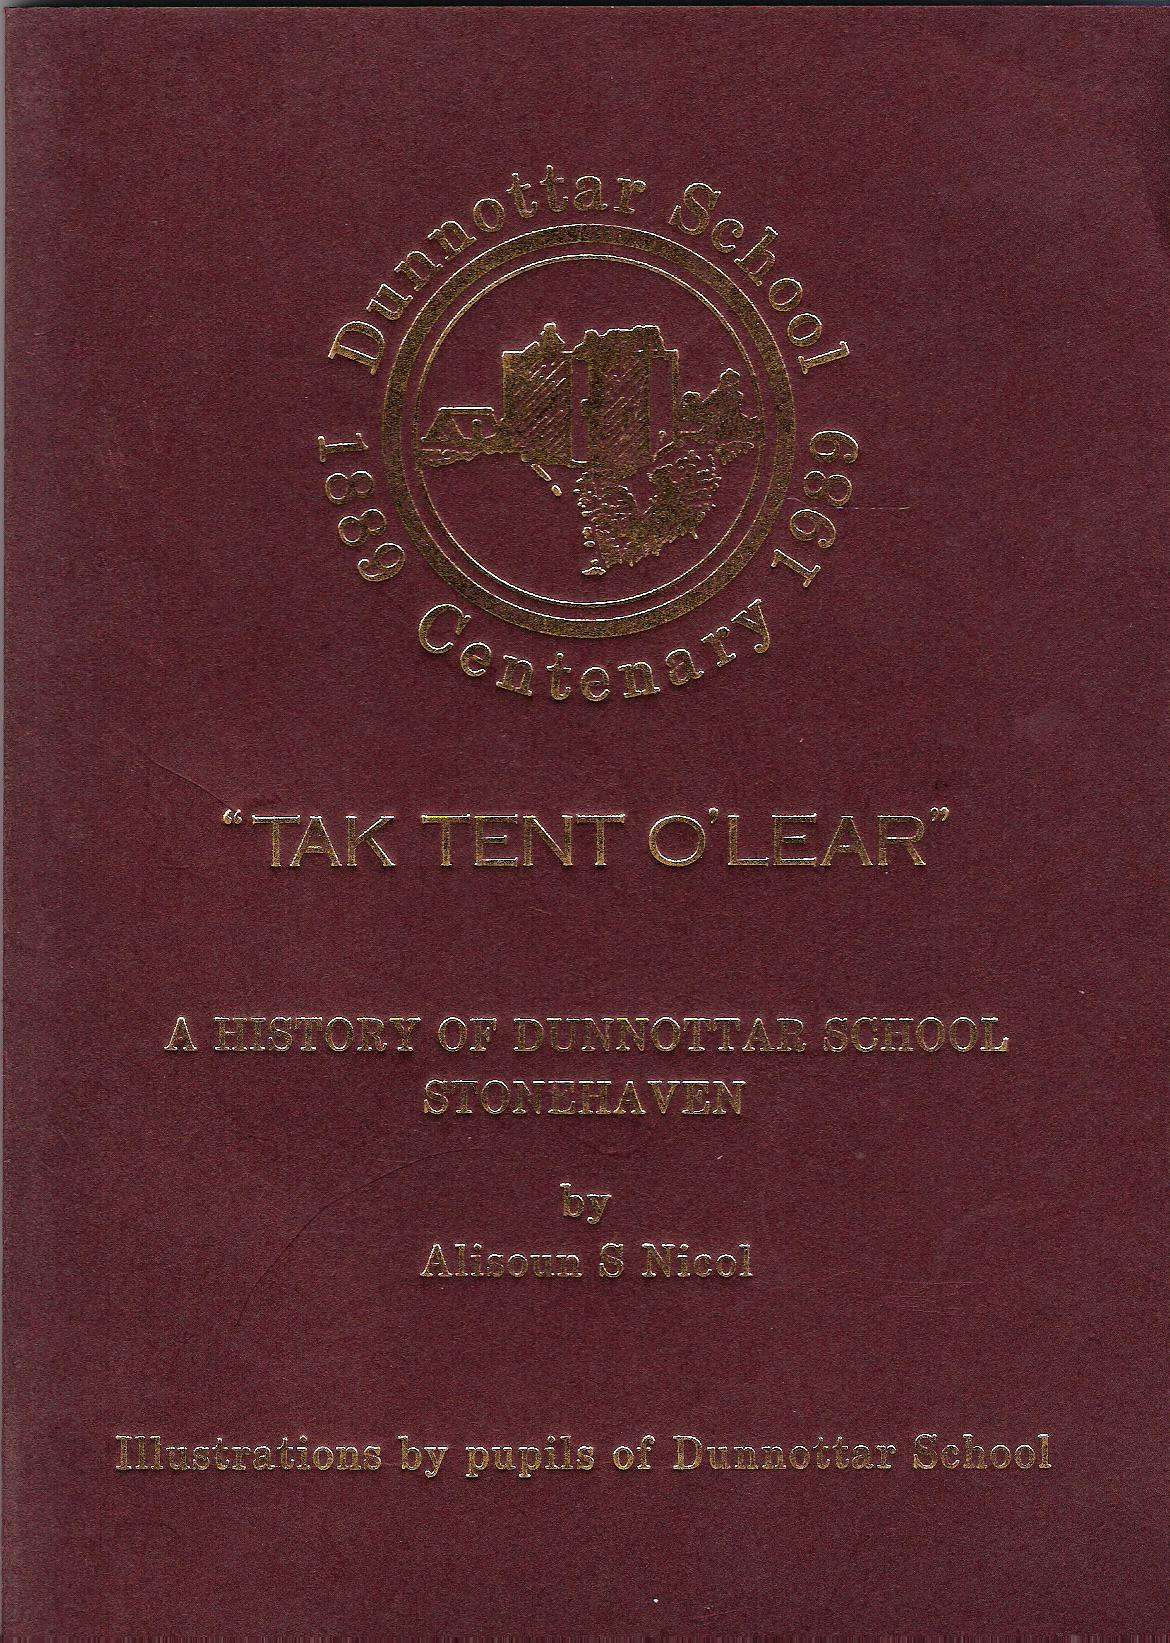 Dunnottar School
1889 Centenary 1989
“TAK TENT O’LEAR”
A HISTORY OF DUNNOTTAR SCHOOL
STONEHAVEN
by
Alisoun S Nicol
Illustrations by pupils of Dunnottar School